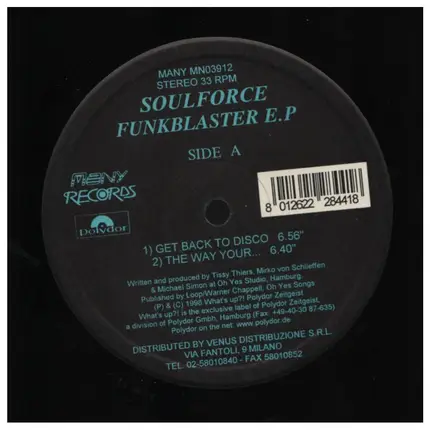 MANY MN03912
STEREO 33 RPM
SOULFORCE
FUNKBLASTER E.P
SIDE A
MANY
RECORDS
Polydor
8 012622 284418
1) GET BACK TO DISCO 6.56"
2) THE WAY YOUR... 6.40"
Written and produced by Tissy Thiers, Mirko von Schlieffen
& Michael Simon at Oh Yes Studio, Hamburg.
Published by Loop/Warner Chappell, Oh Yes Songs
(P) & (C) 1998 What's up?! Polydor Zeitgeist
What's up?! is the exclusive label of Polydor Zeitgeist,
a division of Polydor GmbH, Hamburg (Fax: +49-40-30 87-635)
Polydor on the net: www.polydor.de
DISTRIBUTED BY VENUS DISTRIBUZIONE S.R.L.
VIA FANTOLI, 9 MILANO
TEL. 02-58010840 - FAX 58010652